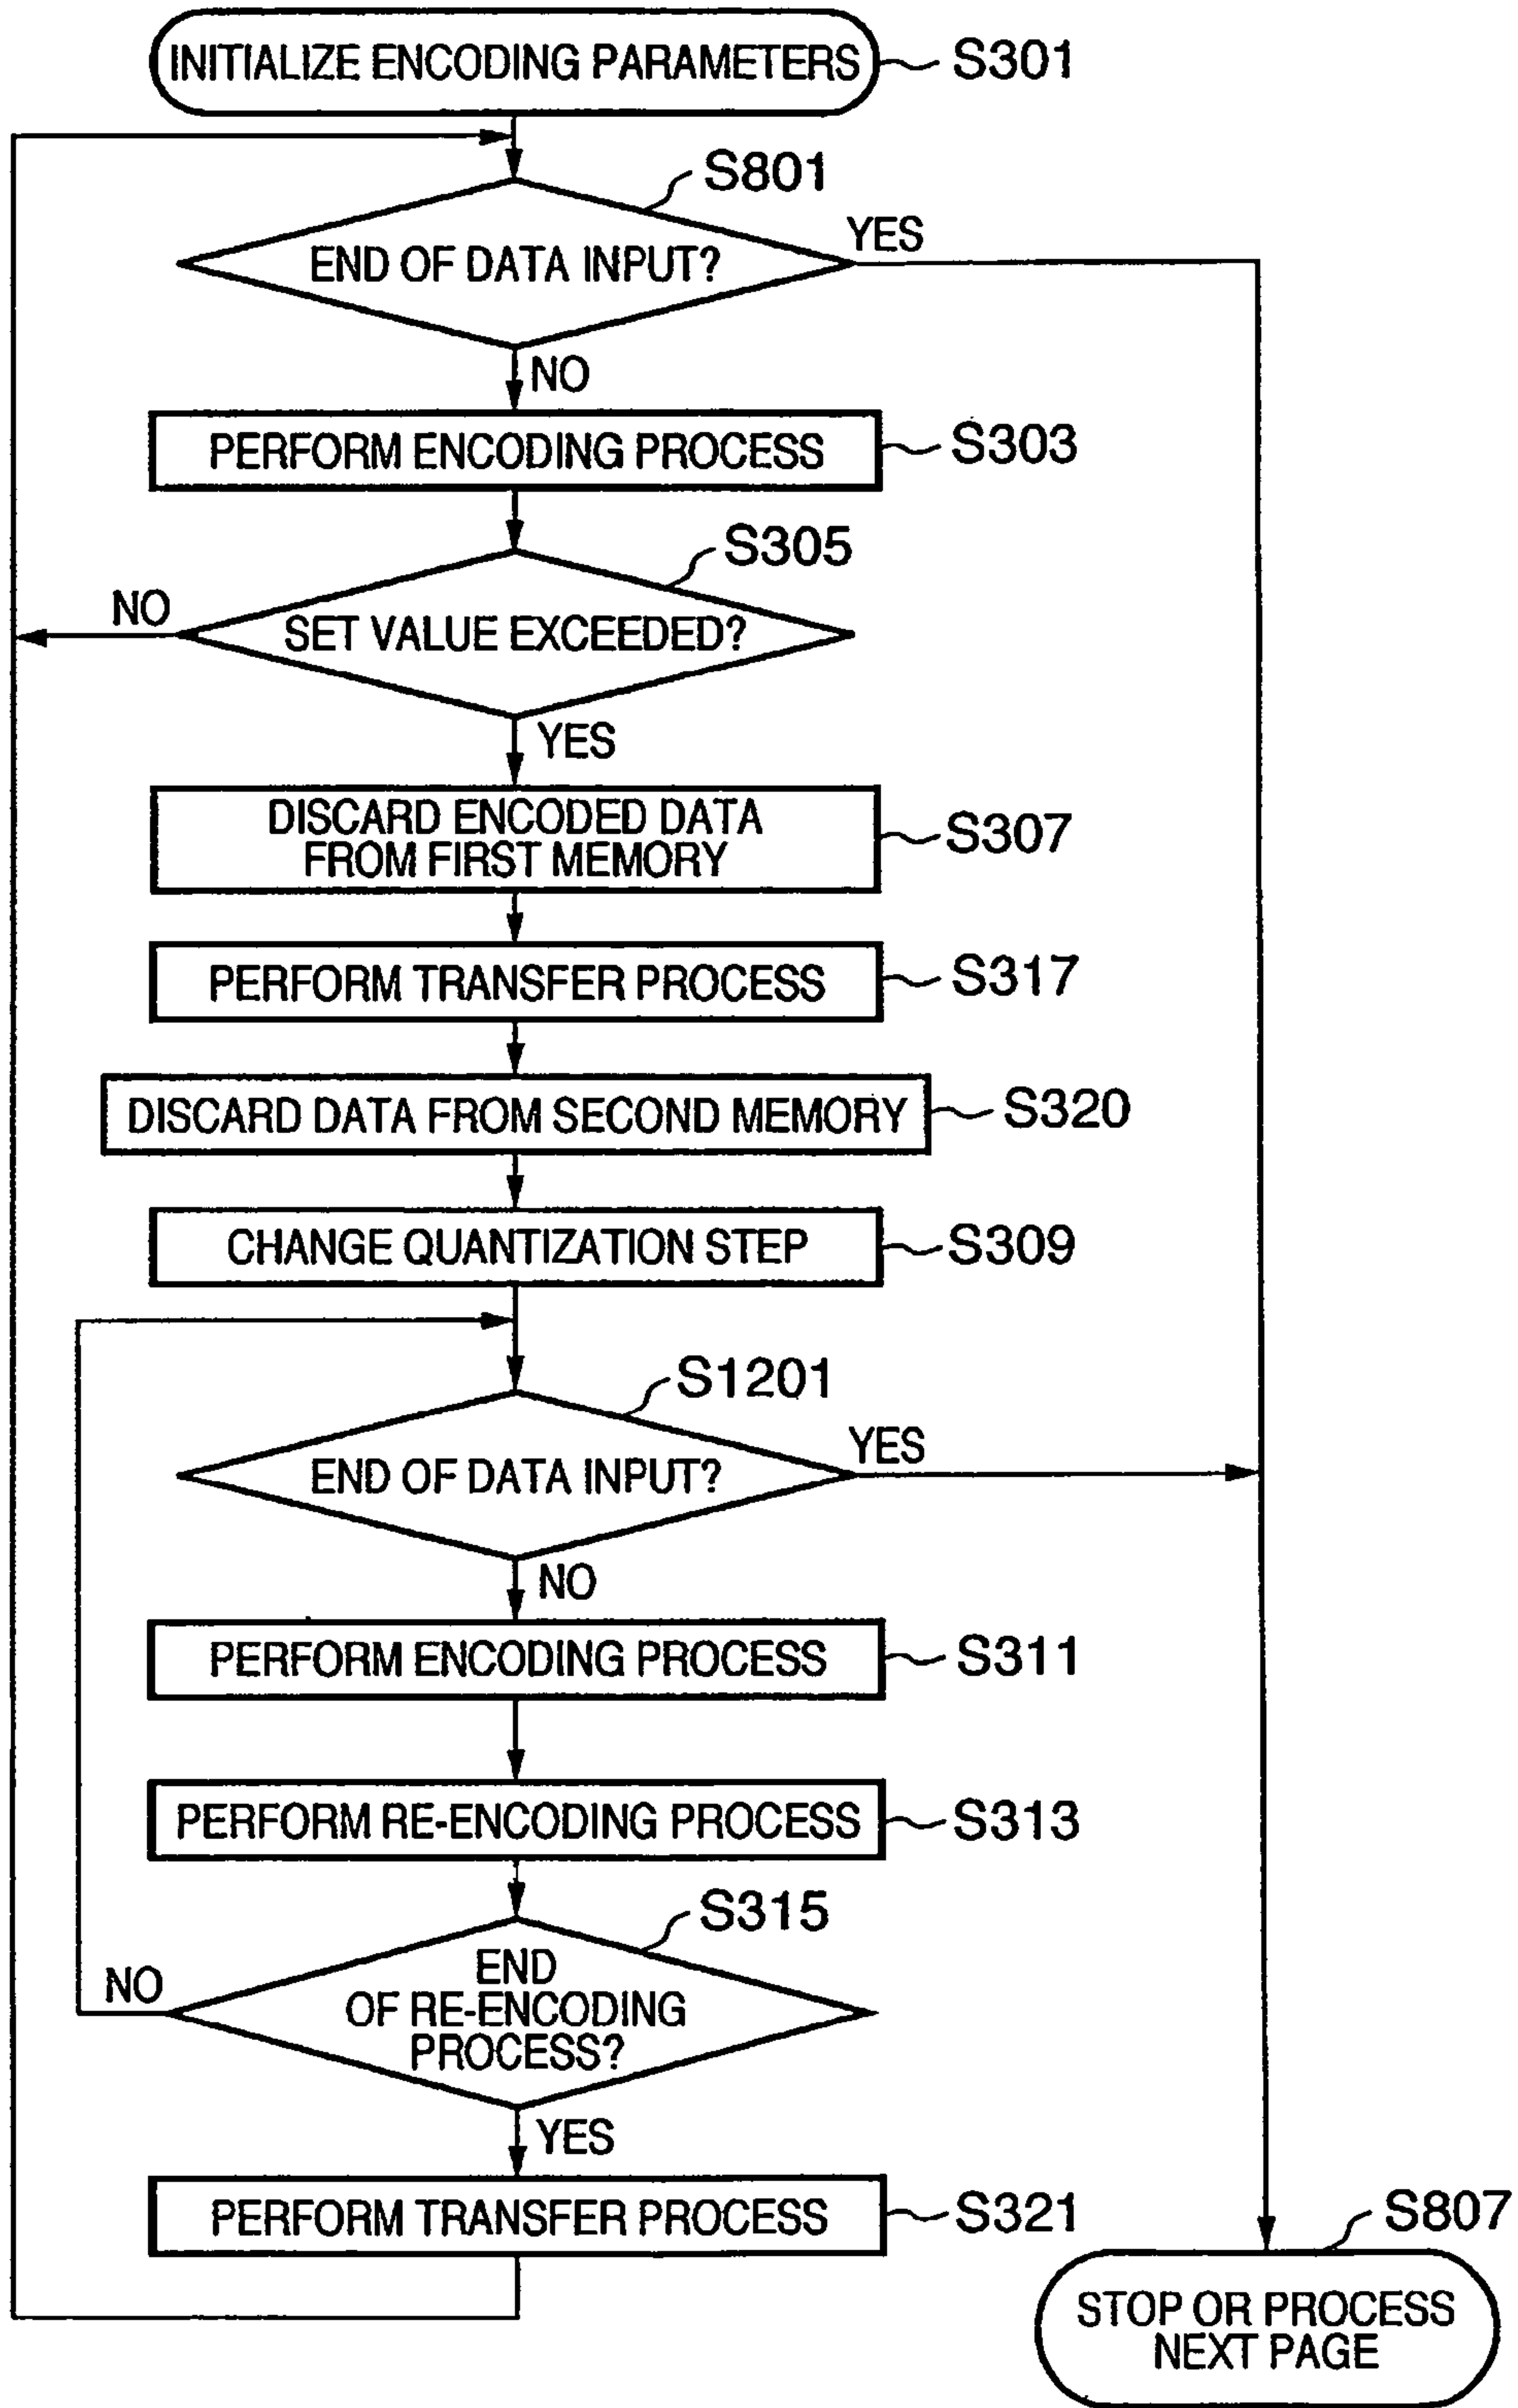 INITIALIZE ENCODING PARAMETERS
S301
S801
END OF DATA INPUT?
YES
NO
PERFORM ENCODING PROCESS
S303
S305
NO
SET VALUE EXCEEDED?
YES
DISCARD ENCODED DATA
FROM FIRST MEMORY
S307
PERFORM TRANSFER PROCESS
S317
DISCARD DATA FROM SECOND MEMORY
S320
CHANGE QUANTIZATION STEP
S309
S1201
END OF DATA INPUT?
YES
NO
PERFORM ENCODING PROCESS
S311
PERFORM RE-ENCODING PROCESS
S313
S315
NO
END
OF RE-ENCODING
PROCESS?
YES
PERFORM TRANSFER PROCESS
S321
S807
STOP OR PROCESS
NEXT PAGE